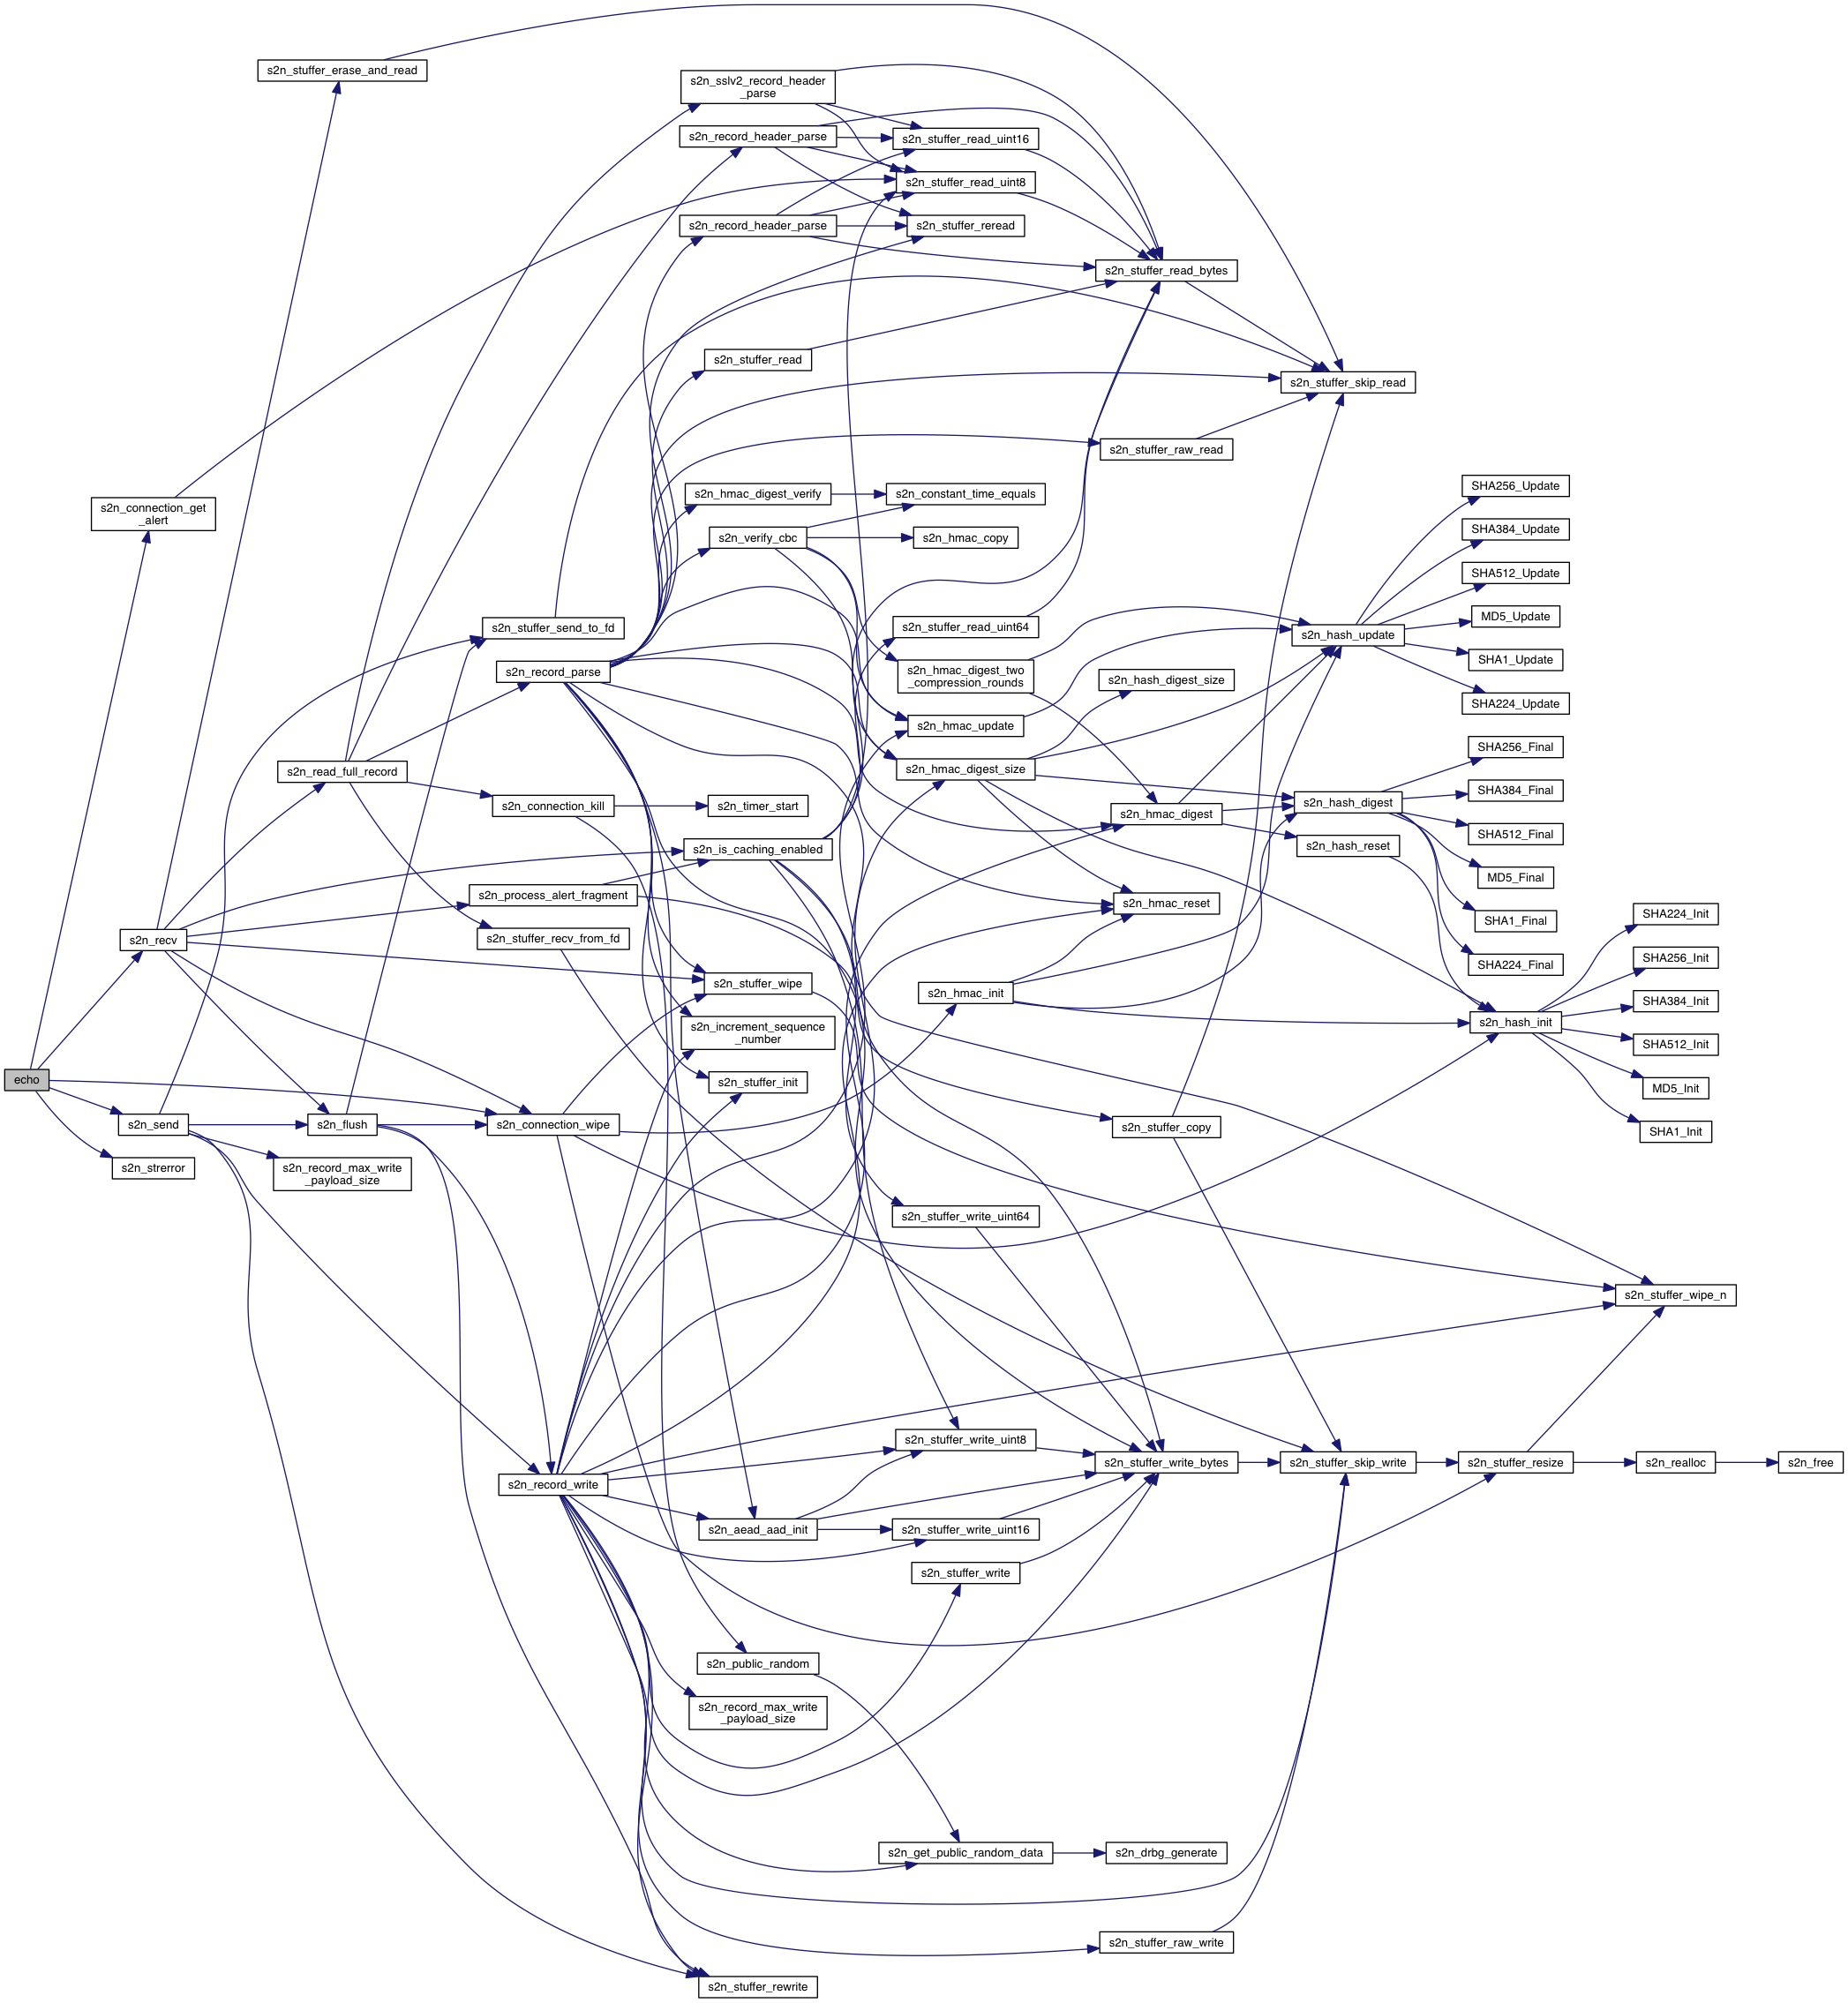 s2n_stuffer_erase_and_read
s2n_sslv2_record_header
_parse
s2n_record_header_parse
s2n_stuffer_read_uint16
s2n_stuffer_read_uint8
s2n_record_header_parse
s2n_stuffer_reread
s2n_stuffer_read_bytes
s2n_stuffer_read
s2n_stuffer_skip_read
s2n_stuffer_raw_read
s2n_connection_get
_alert
s2n_hmac_digest_verify
s2n_constant_time_equals
SHA256_Update
s2n_verify_cbc
s2n_hmac_copy
SHA384_Update
SHA512_Update
s2n_stuffer_send_to_fd
s2n_stuffer_read_uint64
s2n_hash_update
MD5_Update
s2n_record_parse
s2n_hmac_digest_two
_compression_rounds
s2n_hash_digest_size
SHA1_Update
SHA224_Update
s2n_hmac_update
SHA256_Final
s2n_read_full_record
s2n_hmac_digest_size
s2n_connection_kill
s2n_timer_start
s2n_hmac_digest
s2n_hash_digest
SHA384_Final
SHA512_Final
s2n_is_caching_enabled
s2n_hash_reset
MD5_Final
s2n_process_alert_fragment
s2n_hmac_reset
SHA1_Final
SHA224_Init
s2n_recv
s2n_stuffer_recv_from_fd
SHA224_Final
SHA256_Init
s2n_stuffer_wipe
s2n_hmac_init
SHA384_Init
s2n_increment_sequence
_number
s2n_hash_init
SHA512_Init
echo
s2n_stuffer_init
MD5_Init
s2n_send
s2n_flush
s2n_connection_wipe
s2n_stuffer_copy
SHA1_Init
s2n_strerror
s2n_record_max_write
_payload_size
s2n_stuffer_write_uint64
s2n_stuffer_wipe_n
s2n_stuffer_write_uint8
s2n_stuffer_write_bytes
s2n_stuffer_skip_write
s2n_stuffer_resize
s2n_realloc
s2n_free
s2n_record_write
s2n_aead_aad_init
s2n_stuffer_write_uint16
s2n_stuffer_write
s2n_public_random
s2n_record_max_write
_payload_size
s2n_get_public_random_data
s2n_drbg_generate
s2n_stuffer_raw_write
s2n_stuffer_rewrite